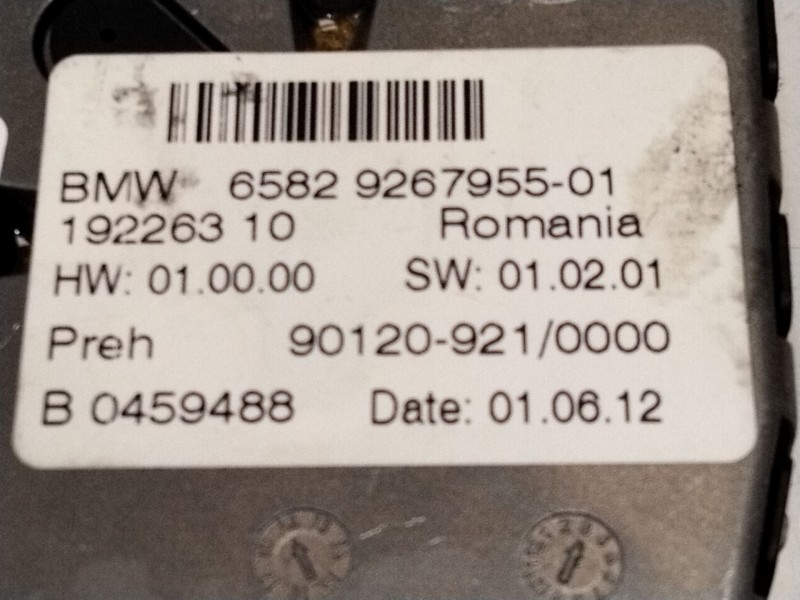 BMW 6582 9267955-01
192263 10 Romania
HW: 01.00.00 SW: 01.02.01
Preh 90120-921/0000
B 0459488 Date: 01.06.12